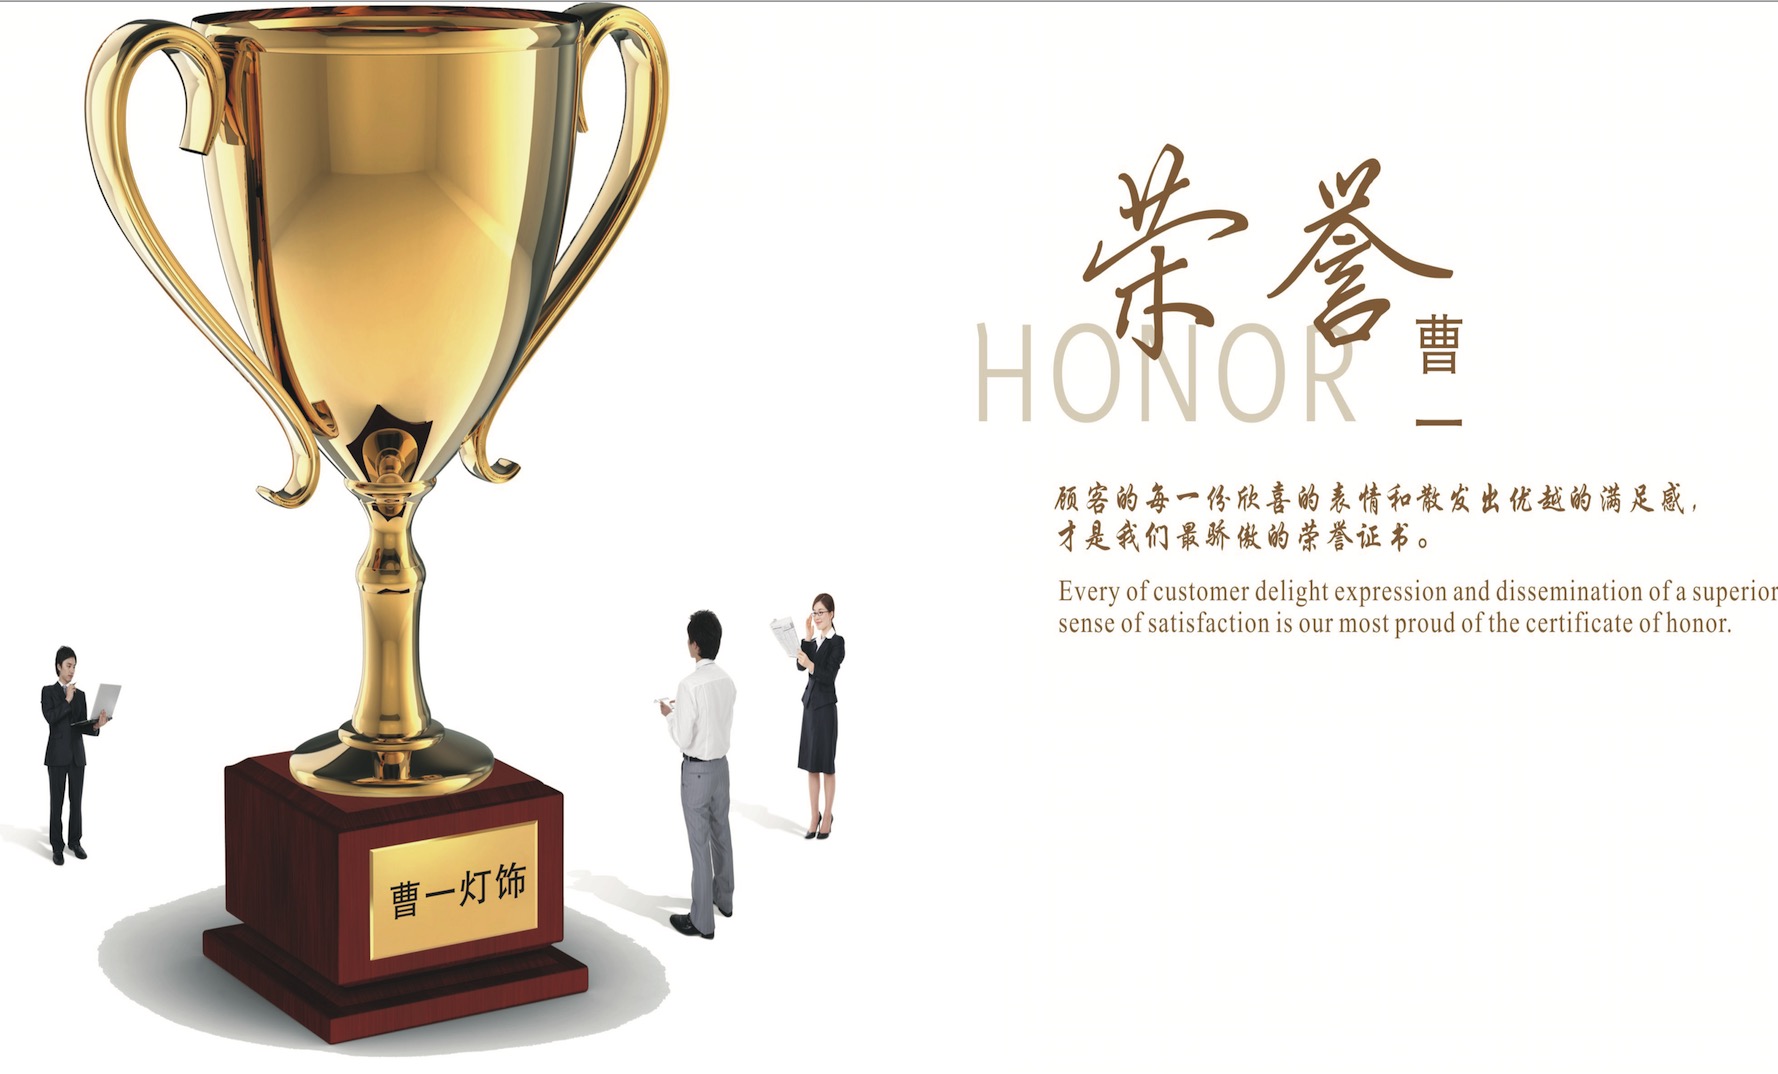 荣誉
HONOR
曹一
顾客的每一份欣喜的表情和散发出优越的满足感，
才是我们最骄傲的荣誉证书。
Every of customer delight expression and dissemination of a superior
sense of satisfaction is our most proud of the certificate of honor.
曹一灯饰